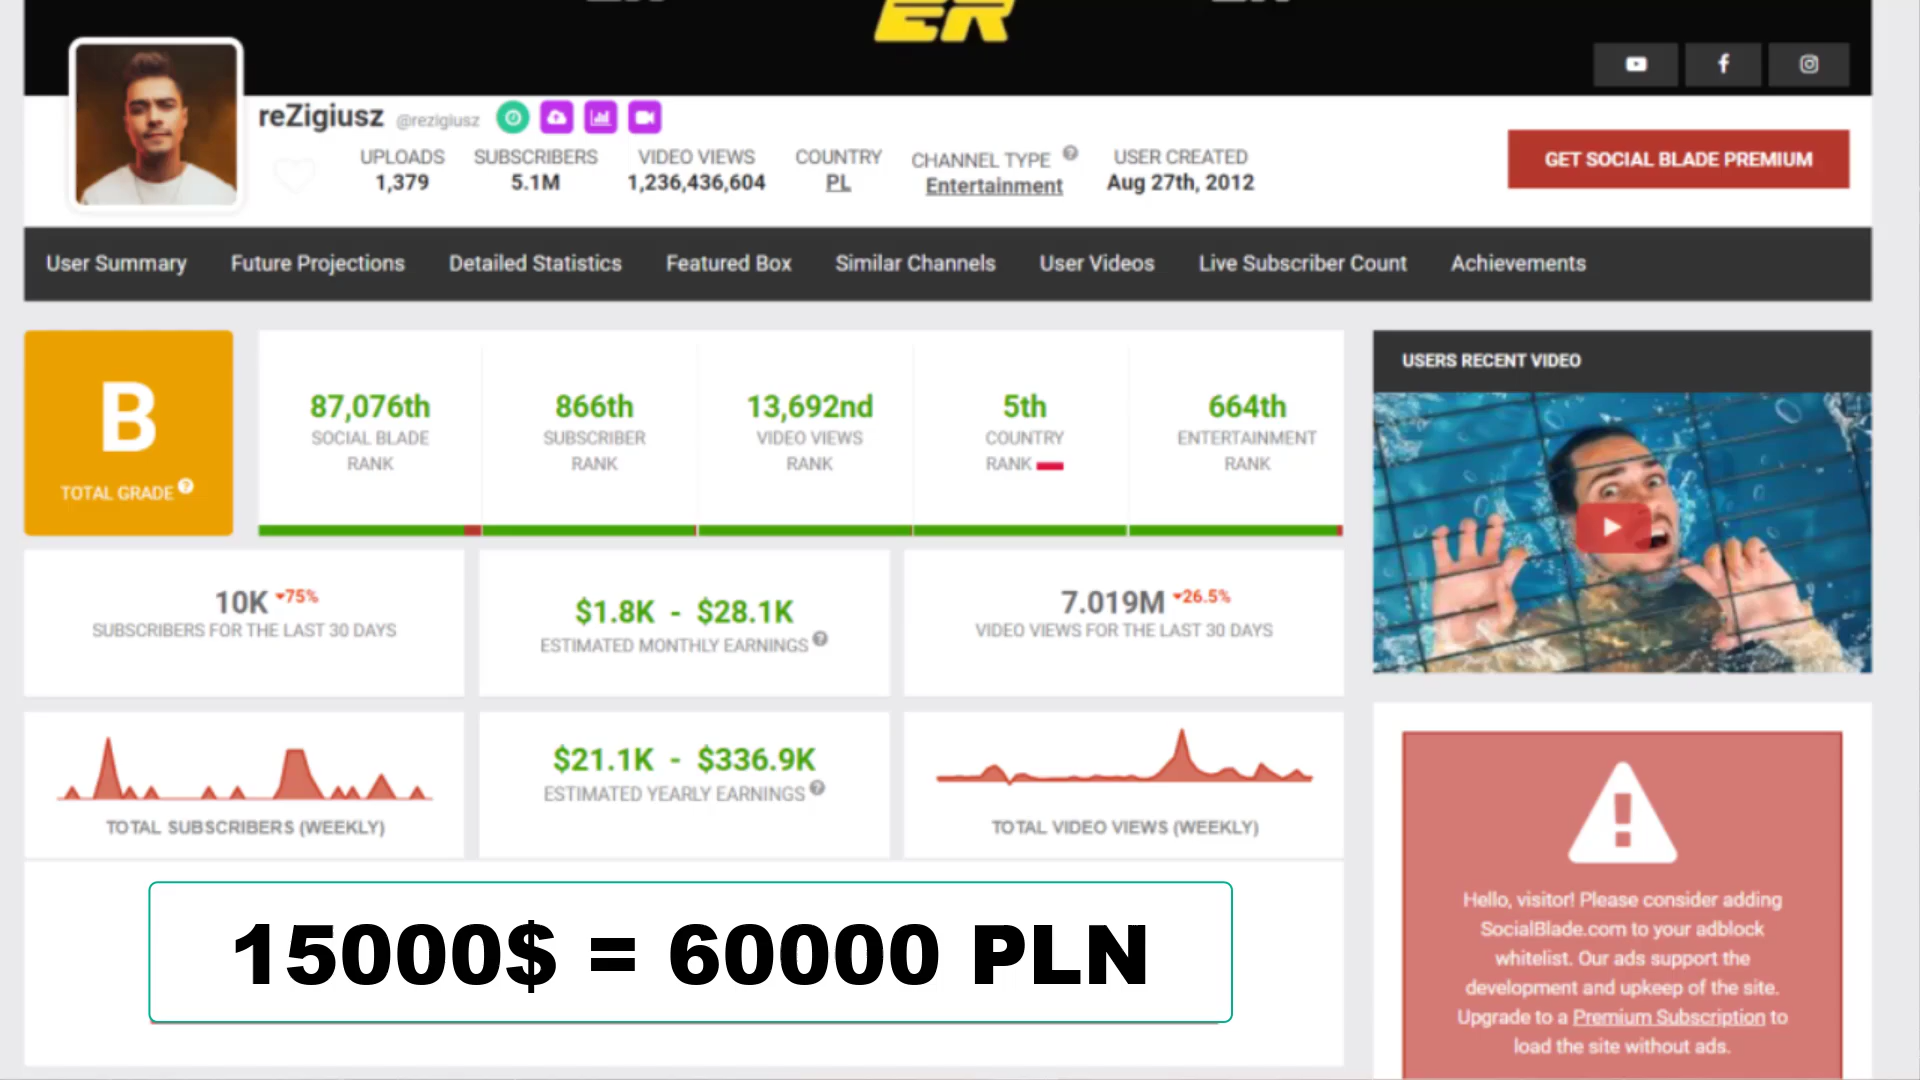 ER
reZigiusz @rezigiusz
UPLOADS
1,379
SUBSCRIBERS
5.1M
VIDEO VIEWS
1,236,436,604
COUNTRY
PL
CHANNEL TYPE
Entertainment
USER CREATED
Aug 27th, 2012
GET SOCIAL BLADE PREMIUM
User Summary Future Projections Detailed Statistics Featured Box Similar Channels User Videos Live Subscriber Count Achievements
B
TOTAL GRADE
87,076th
SOCIAL BLADE
RANK
866th
SUBSCRIBER
RANK
13,692nd
VIDEO VIEWS
RANK
5th
COUNTRY
RANK
664th
ENTERTAINMENT
RANK
USERS RECENT VIDEO
10K 75%
SUBSCRIBERS FOR THE LAST 30 DAYS
$1.8K - $28.1K
ESTIMATED MONTHLY EARNINGS
7.019M 26.5%
VIDEO VIEWS FOR THE LAST 30 DAYS
TOTAL SUBSCRIBERS (WEEKLY)
$21.1K - $336.9K
ESTIMATED YEARLY EARNINGS
TOTAL VIDEO VIEWS (WEEKLY)
15000$ = 60000 PLN
Hello, visitor! Please consider adding
SocialBlade.com to your adblock
whitelist. Our ads support the
development and upkeep of the site.
Upgrade to a Premium Subscription to
load the site without ads.